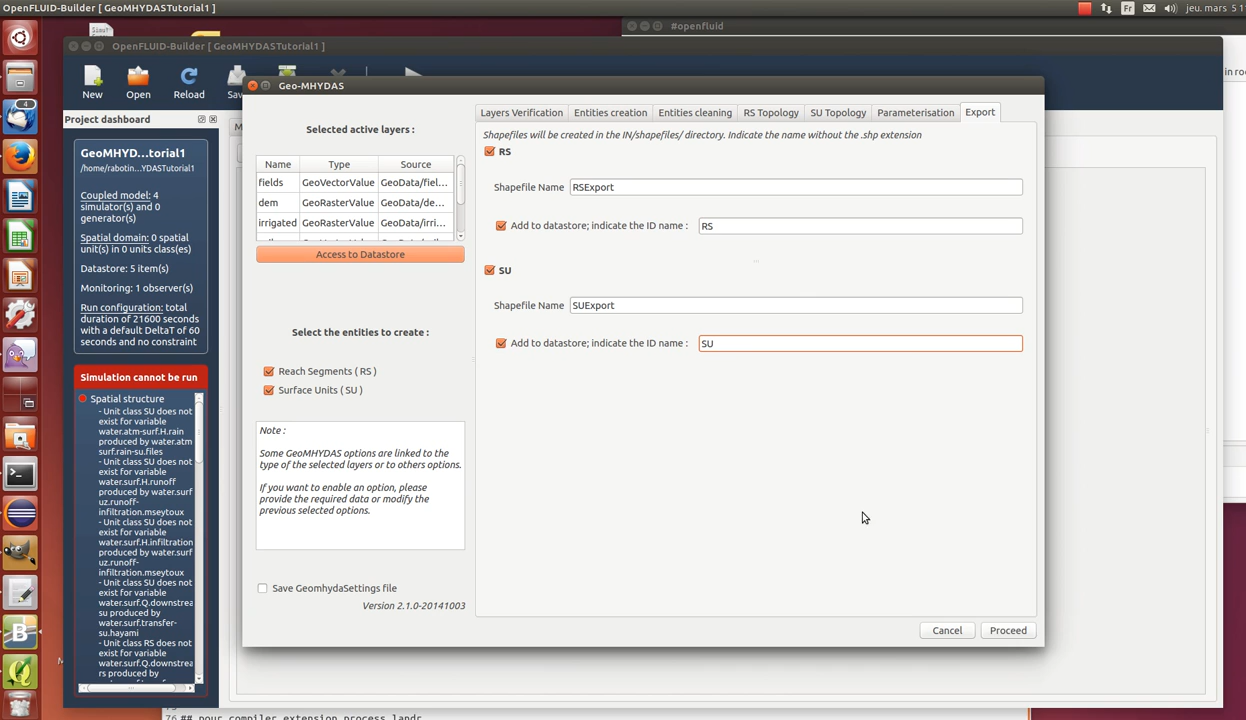 OpenFLUID-Builder [ GeoMHYDASTutorial1 ]
Fr
jeu. mars 5 1
#openfluid
OpenFLUID-Builder [ GeoMHYDASTutorial1 ]
New
Open
Reload
Sav
Project dashboard
GeoMHYD...torial1
/home/rabotin...YDASTutorial1
Coupled model: 4
simulator(s) and 0
generator(s)
Spatial domain: 0 spatial
unit(s) in 0 units class(es)
Datastore: 5 item(s)
Monitoring: 1 observer(s)
Run configuration: total
duration of 21600 seconds
with a default DeltaT of 60
seconds and no constraint
Simulation cannot be run
Spatial structure
- Unit class SU does not
exist for variable
water.atm-surf.H.rain
produced by water.atm
surf.rain-su.files
- Unit class SU does not
exist for variable
water.surf.H.runoff
produced by water.surf
uz.runoff-
infiltration.mseytoux
- Unit class SU does not
exist for variable
water.surf.H.infiltration
produced by water.surf
uz.runoff-
infiltration.mseytoux
- Unit class SU does not
exist for variable
water.surf.Q.downstrea
su produced by
water.surf.transfer-
su.hayami
- Unit class RS does not
exist for variable
water.surf.Q.downstrea
rs produced by
Geo-MHYDAS
Selected active layers :
Name Type Source
fields GeoVectorValue GeoData/fiel...
dem GeoRasterValue GeoData/de...
irrigated GeoRasterValue GeoData/irri...
Access to Datastore
Select the entities to create :
Reach Segments ( RS )
Surface Units ( SU )
Note :
Some GeoMHYDAS options are linked to the
type of the selected layers or to others options.
If you want to enable an option, please
provide the required data or modify the
previous selected options.
Save GeomhydaSettings file
Version 2.1.0-20141003
Layers Verification
Entities creation
Entities cleaning
RS Topology
SU Topology
Parameterisation
Export
Shapefiles will be created in the IN/shapefiles/ directory. Indicate the name without the .shp extension
RS
Shapefile Name RSExport
Add to datastore; indicate the ID name : RS
SU
Shapefile Name SUExport
Add to datastore; indicate the ID name : SU
Cancel
Proceed
76 ## pour compiler extension process landr